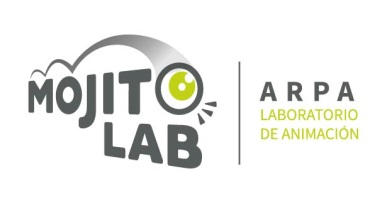 MOJITO
LAB
ARPA
LABORATORIO
DE ANIMACIÓN